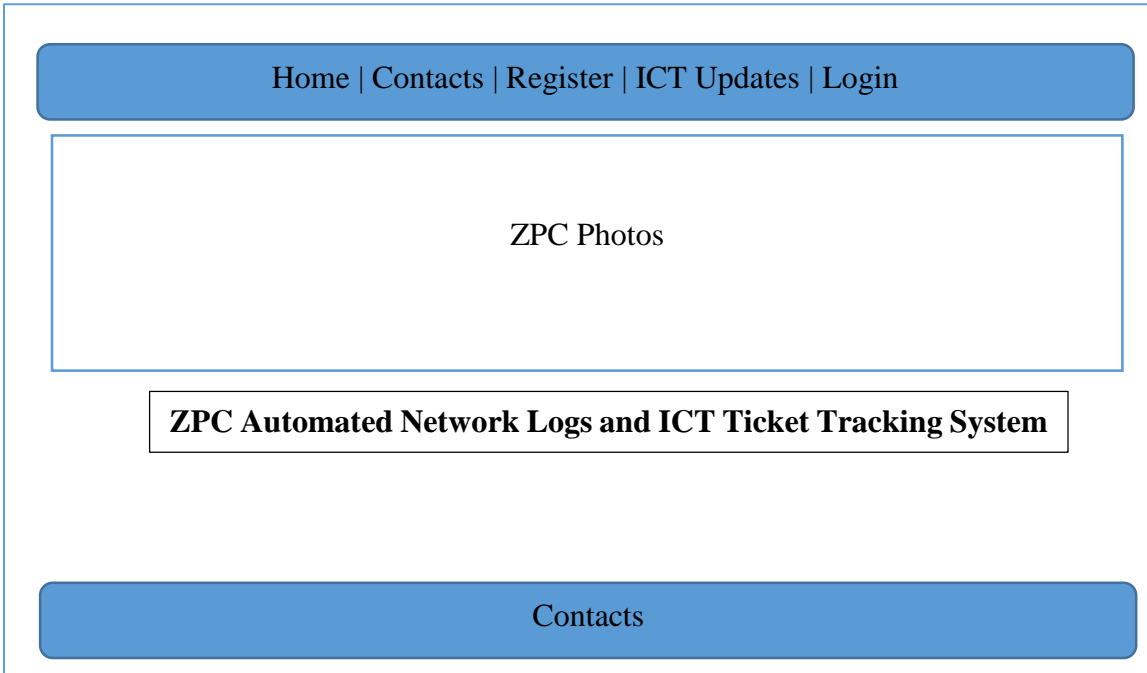 Home | Contacts | Register | ICT Updates | Login
ZPC Photos
ZPC Automated Network Logs and ICT Ticket Tracking System
Contacts